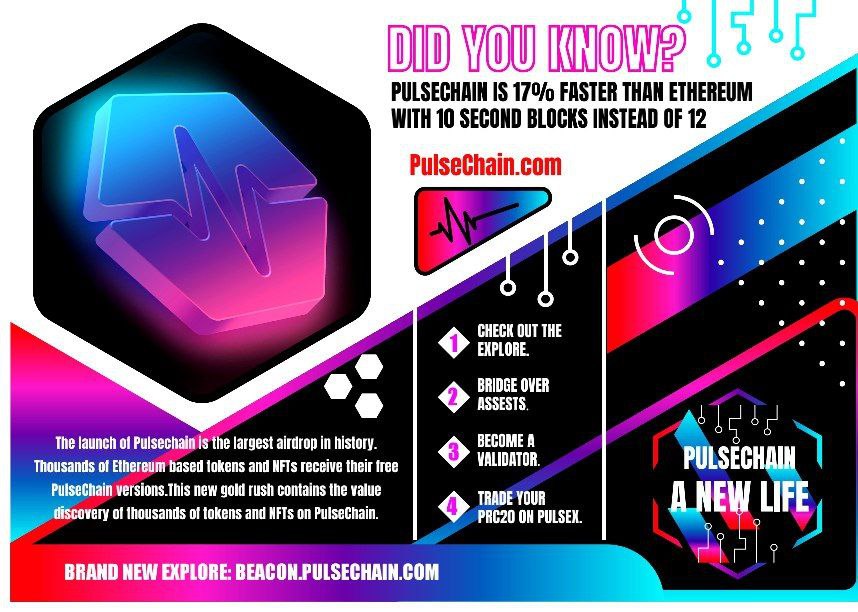 DID YOU KNOW?
PULSECHAIN IS 17% FASTER THAN ETHEREUM
WITH 10 SECOND BLOCKS INSTEAD OF 12
PulseChain.com
1 CHECK OUT THE
EXPLORE.
2 BRIDGE OVER
ASSESTS.
3 BECOME A
VALIDATOR.
4 TRADE YOUR
PRC20 ON PULSEX.
The launch of Pulsechain is the largest airdrop in history.
Thousands of Ethereum based tokens and NFTs receive their free
PulseChain versions.This new gold rush contains the value
discovery of thousands of tokens and NFTs on PulseChain.
PULSECHAIN
A NEW LIFE
BRAND NEW EXPLORE: BEACON.PULSECHAIN.COM